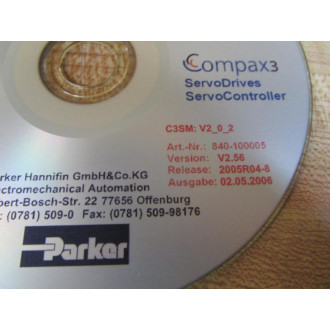 Compax3
ServoDrives
ServoController
C3SM: V2_0_2
Art.-Nr.: 840-100005
Version: V2.56
Release: 2005R04-8
Ausgabe: 02.05.2006
arker Hannifin GmbH&Co.KG
ectromechanical Automation
bert-Bosch-Str. 22 77656 Offenburg
.: (0781) 509-0 Fax: (0781) 509-98176
Parker